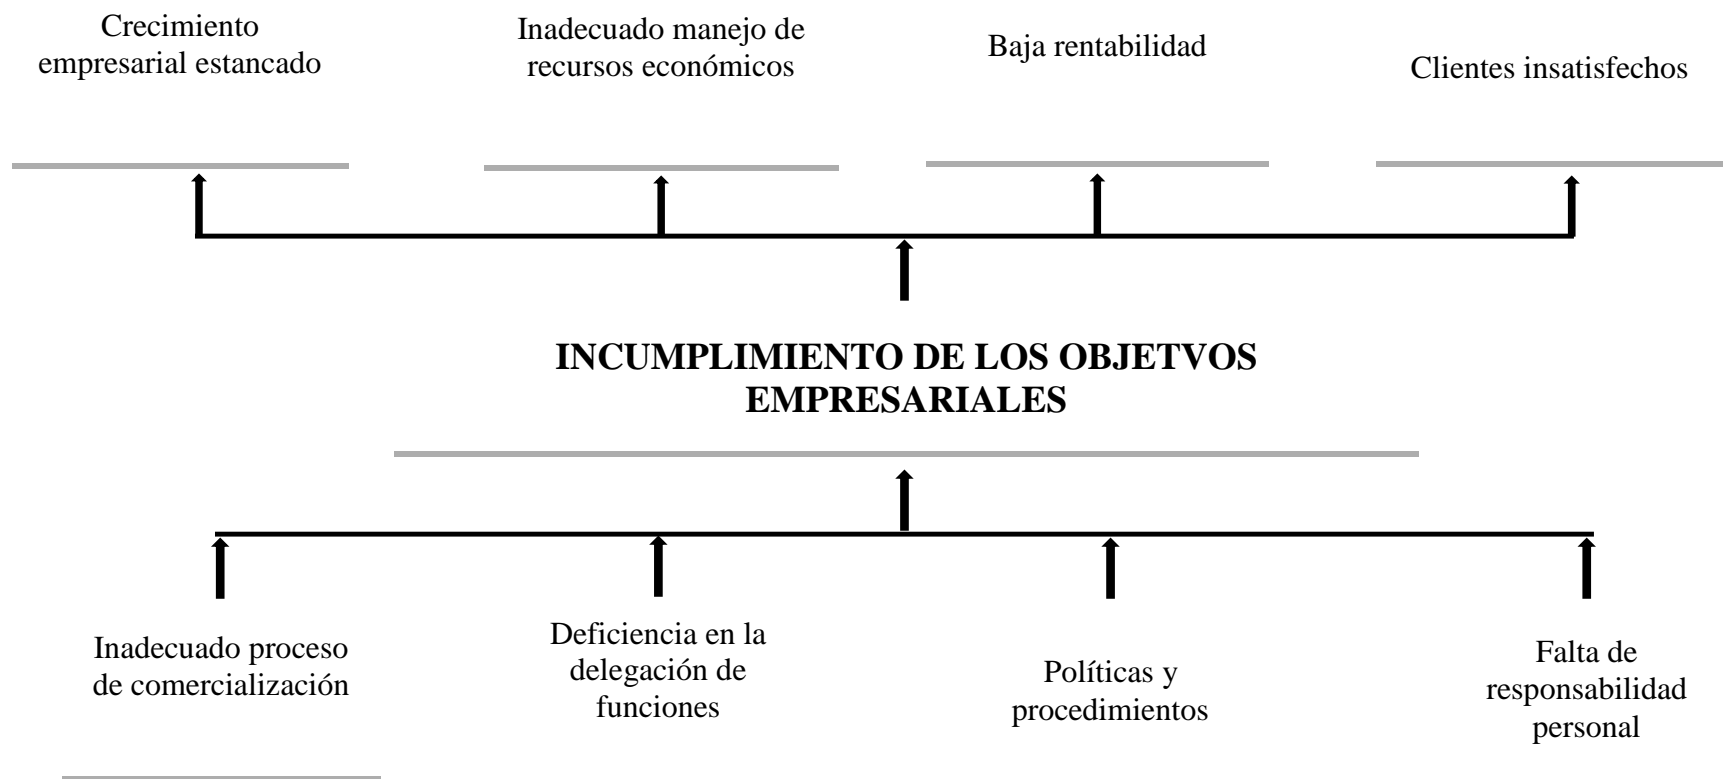 Crecimiento
empresarial estancado
Inadecuado manejo de
recursos económicos
Baja rentabilidad
Clientes insatisfechos
INCUMPLIMIENTO DE LOS OBJETVOS
EMPRESARIALES
Inadecuado proceso
de comercialización
Deficiencia en la
delegación de
funciones
Políticas y
procedimientos
Falta de
responsabilidad
personal